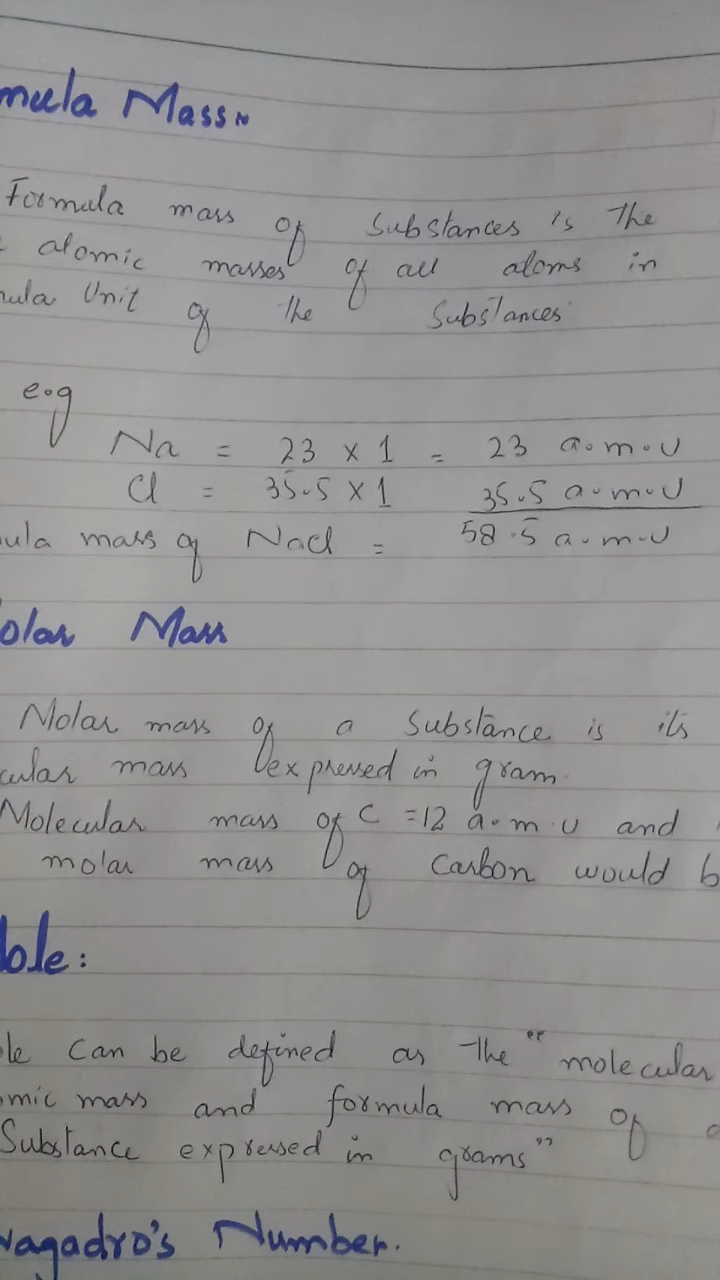 mula Mass
Formula mass of Substances is the
atomic masses of all atoms in
mula Unit of the Substances
e.g
Na = 23 x 1 = 23 a.m.u
Cl = 35.5 x 1 35.5 a.m.u
ula mass of Nacl = 58.5 a.m.u
olar Mass
Molar mass of a Substance is its
cular mass expressed in gram
Molecular mass of C = 12 a.m.u and
molar mass of Carbon would b
ole:
le Can be defined as the "molecular
omic mass and formula mass of
Substance expressed in grams"
vagadro's Number.